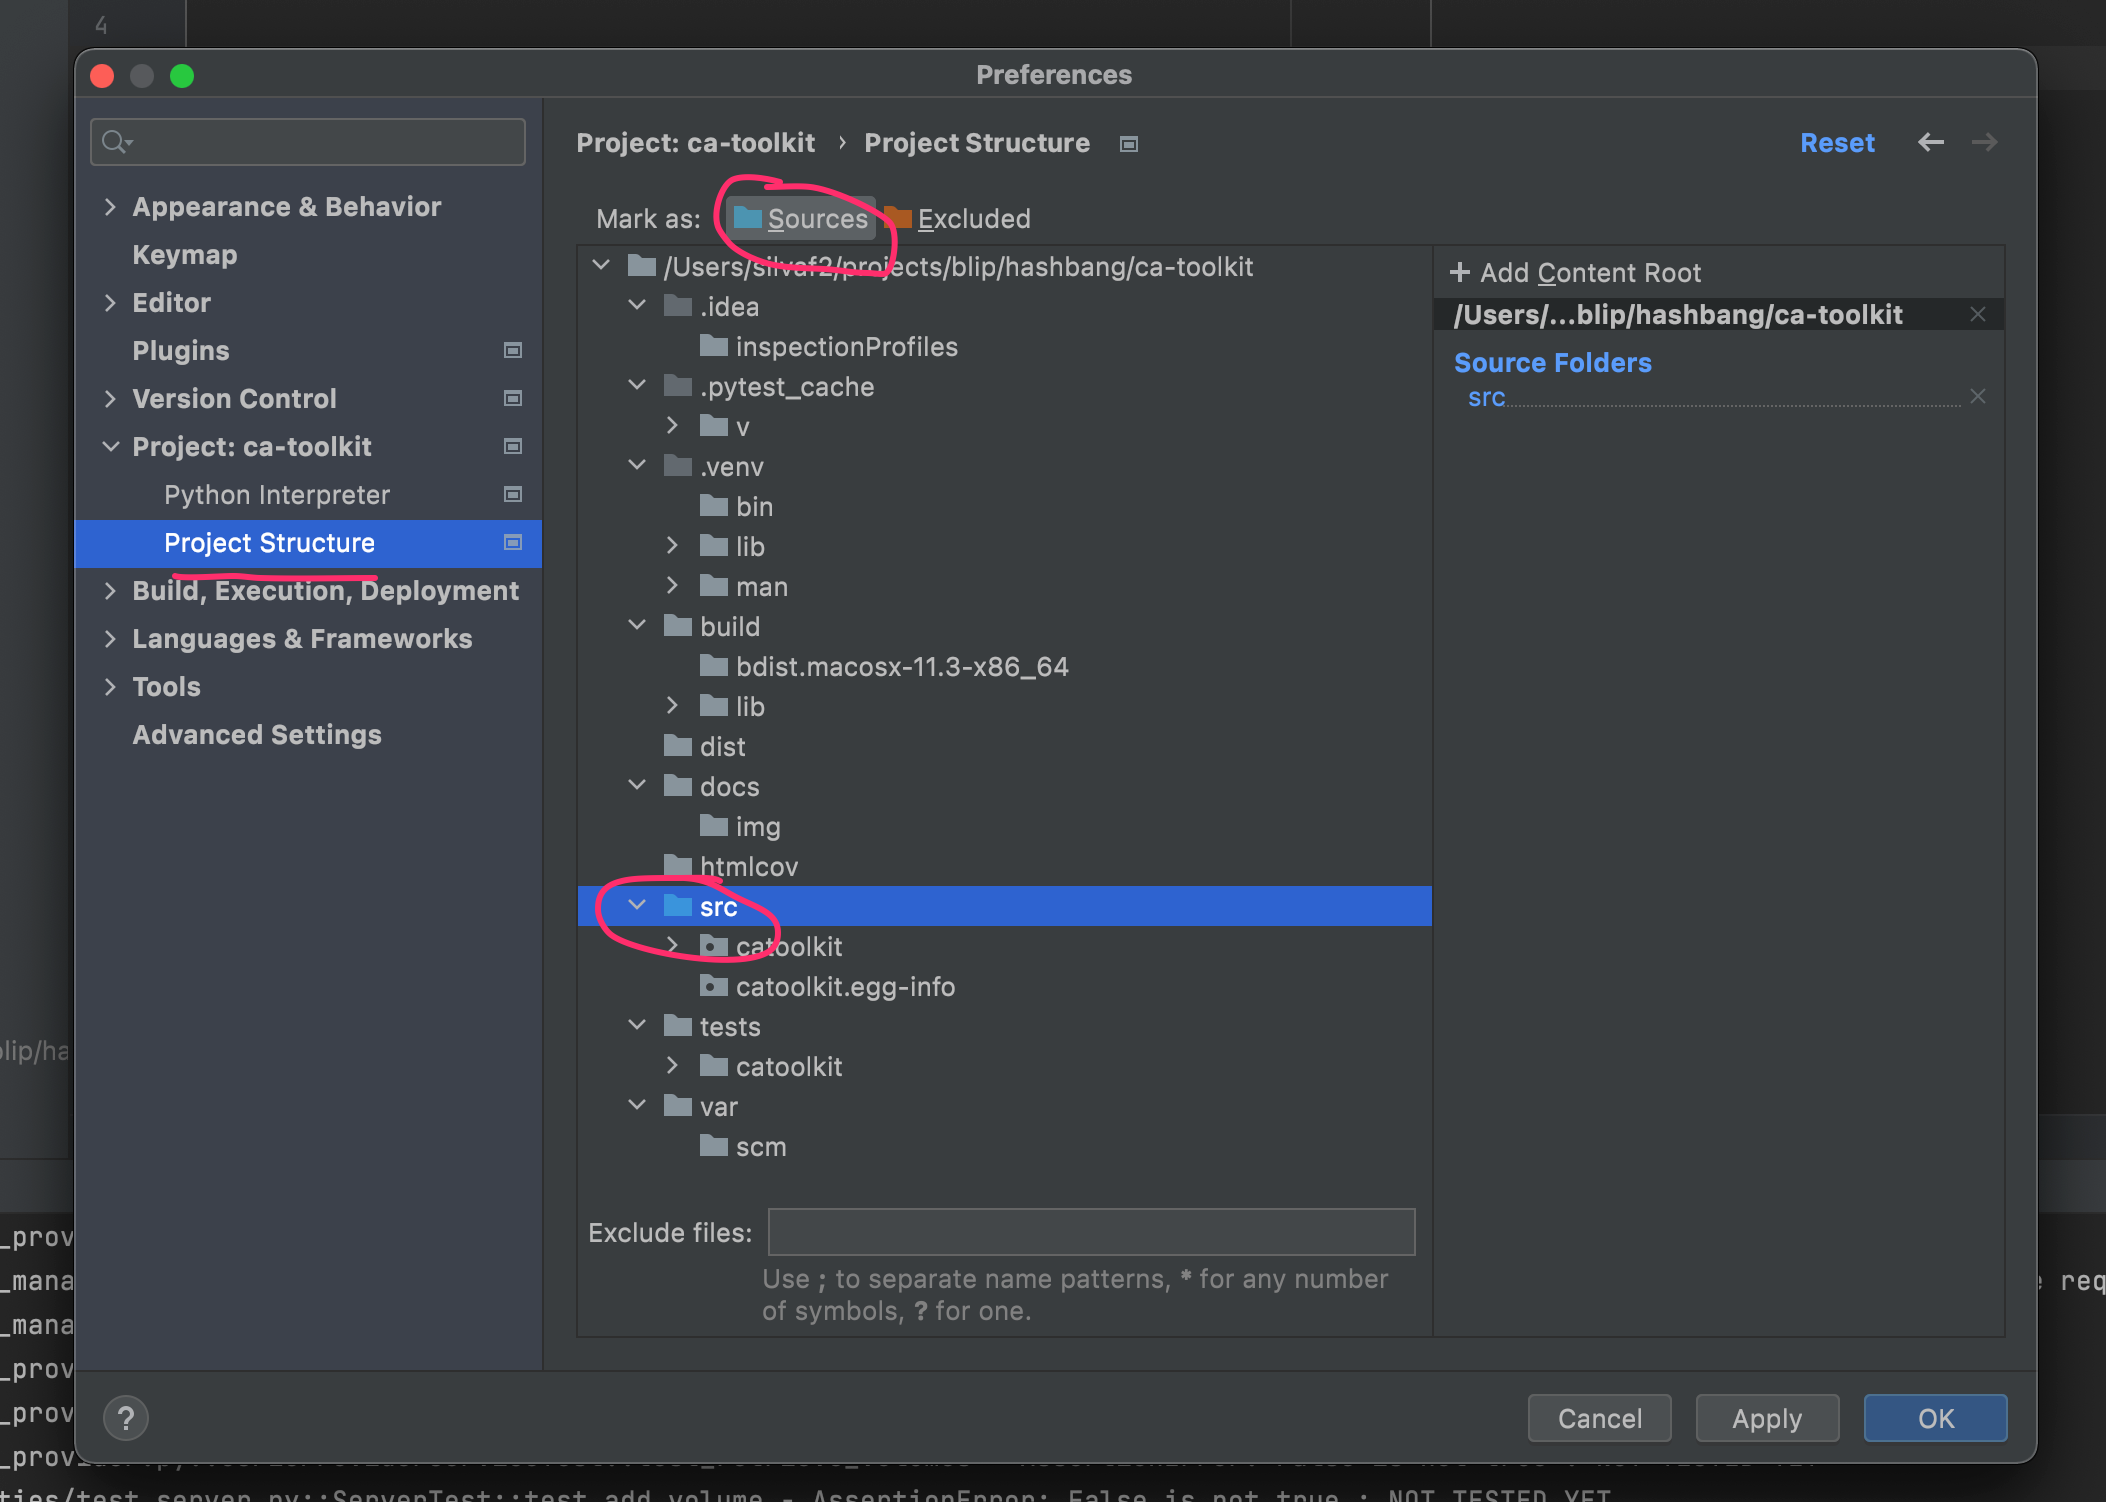 4
Preferences
Project: ca-toolkit › Project Structure
Reset
Appearance & Behavior
Keymap
Editor
Plugins
Version Control
Project: ca-toolkit
Python Interpreter
Project Structure
Build, Execution, Deployment
Languages & Frameworks
Tools
Advanced Settings
Mark as: Sources Excluded
/Users/silvaf2/projects/blip/hashbang/ca-toolkit
.idea
inspectionProfiles
.pytest_cache
v
.venv
bin
lib
man
build
bdist.macosx-11.3-x86_64
lib
dist
docs
img
htmlcov
src
catoolkit
catoolkit.egg-info
tests
catoolkit
var
scm
+ Add Content Root
/Users/...blip/hashbang/ca-toolkit
Source Folders
src
Exclude files:
Use ; to separate name patterns, * for any number
of symbols, ? for one.
?
Cancel
Apply
OK
lip/ha
_prov
_mana
req
_mana
_prov
_prov
ties/test_server.py::ServerTest::test_add_volume - AssertionError: False is not true : NOT TESTED YET